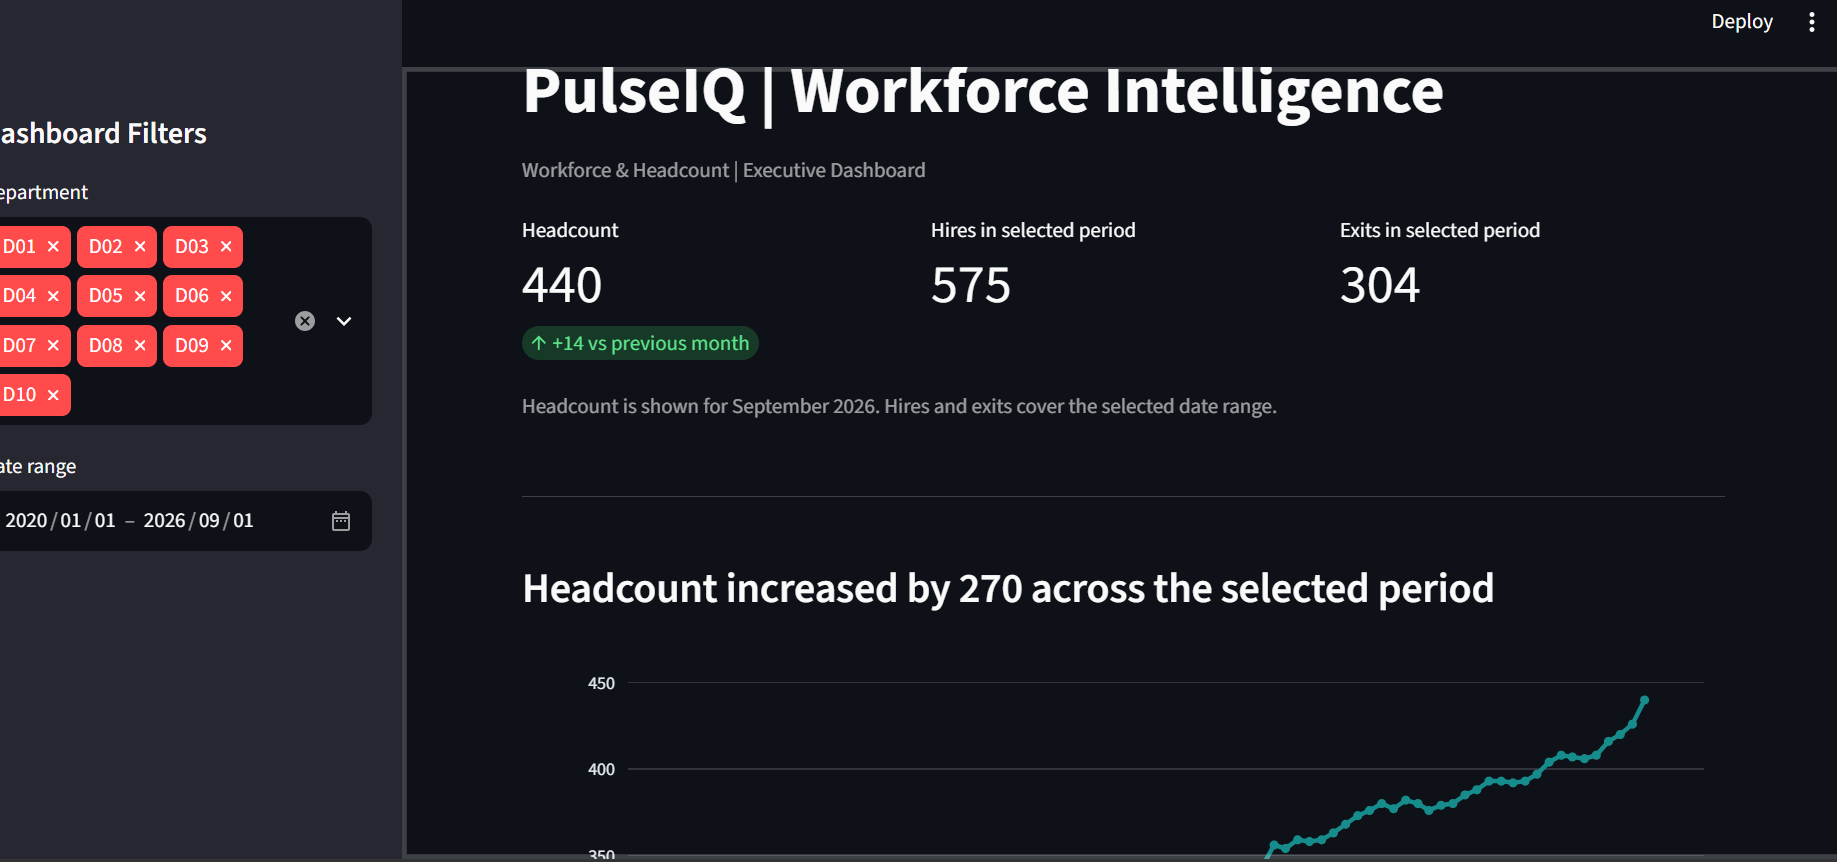 Deploy
PulseIQ | Workforce Intelligence
Workforce & Headcount | Executive Dashboard
ashboard Filters
epartment
D01 × D02 × D03 ×
D04 × D05 × D06 ×
D07 × D08 × D09 ×
D10 ×
ate range
2020/01/01 – 2026/09/01
Headcount
440
↑ +14 vs previous month
Hires in selected period
575
Exits in selected period
304
Headcount is shown for September 2026. Hires and exits cover the selected date range.
Headcount increased by 270 across the selected period
450
400
350